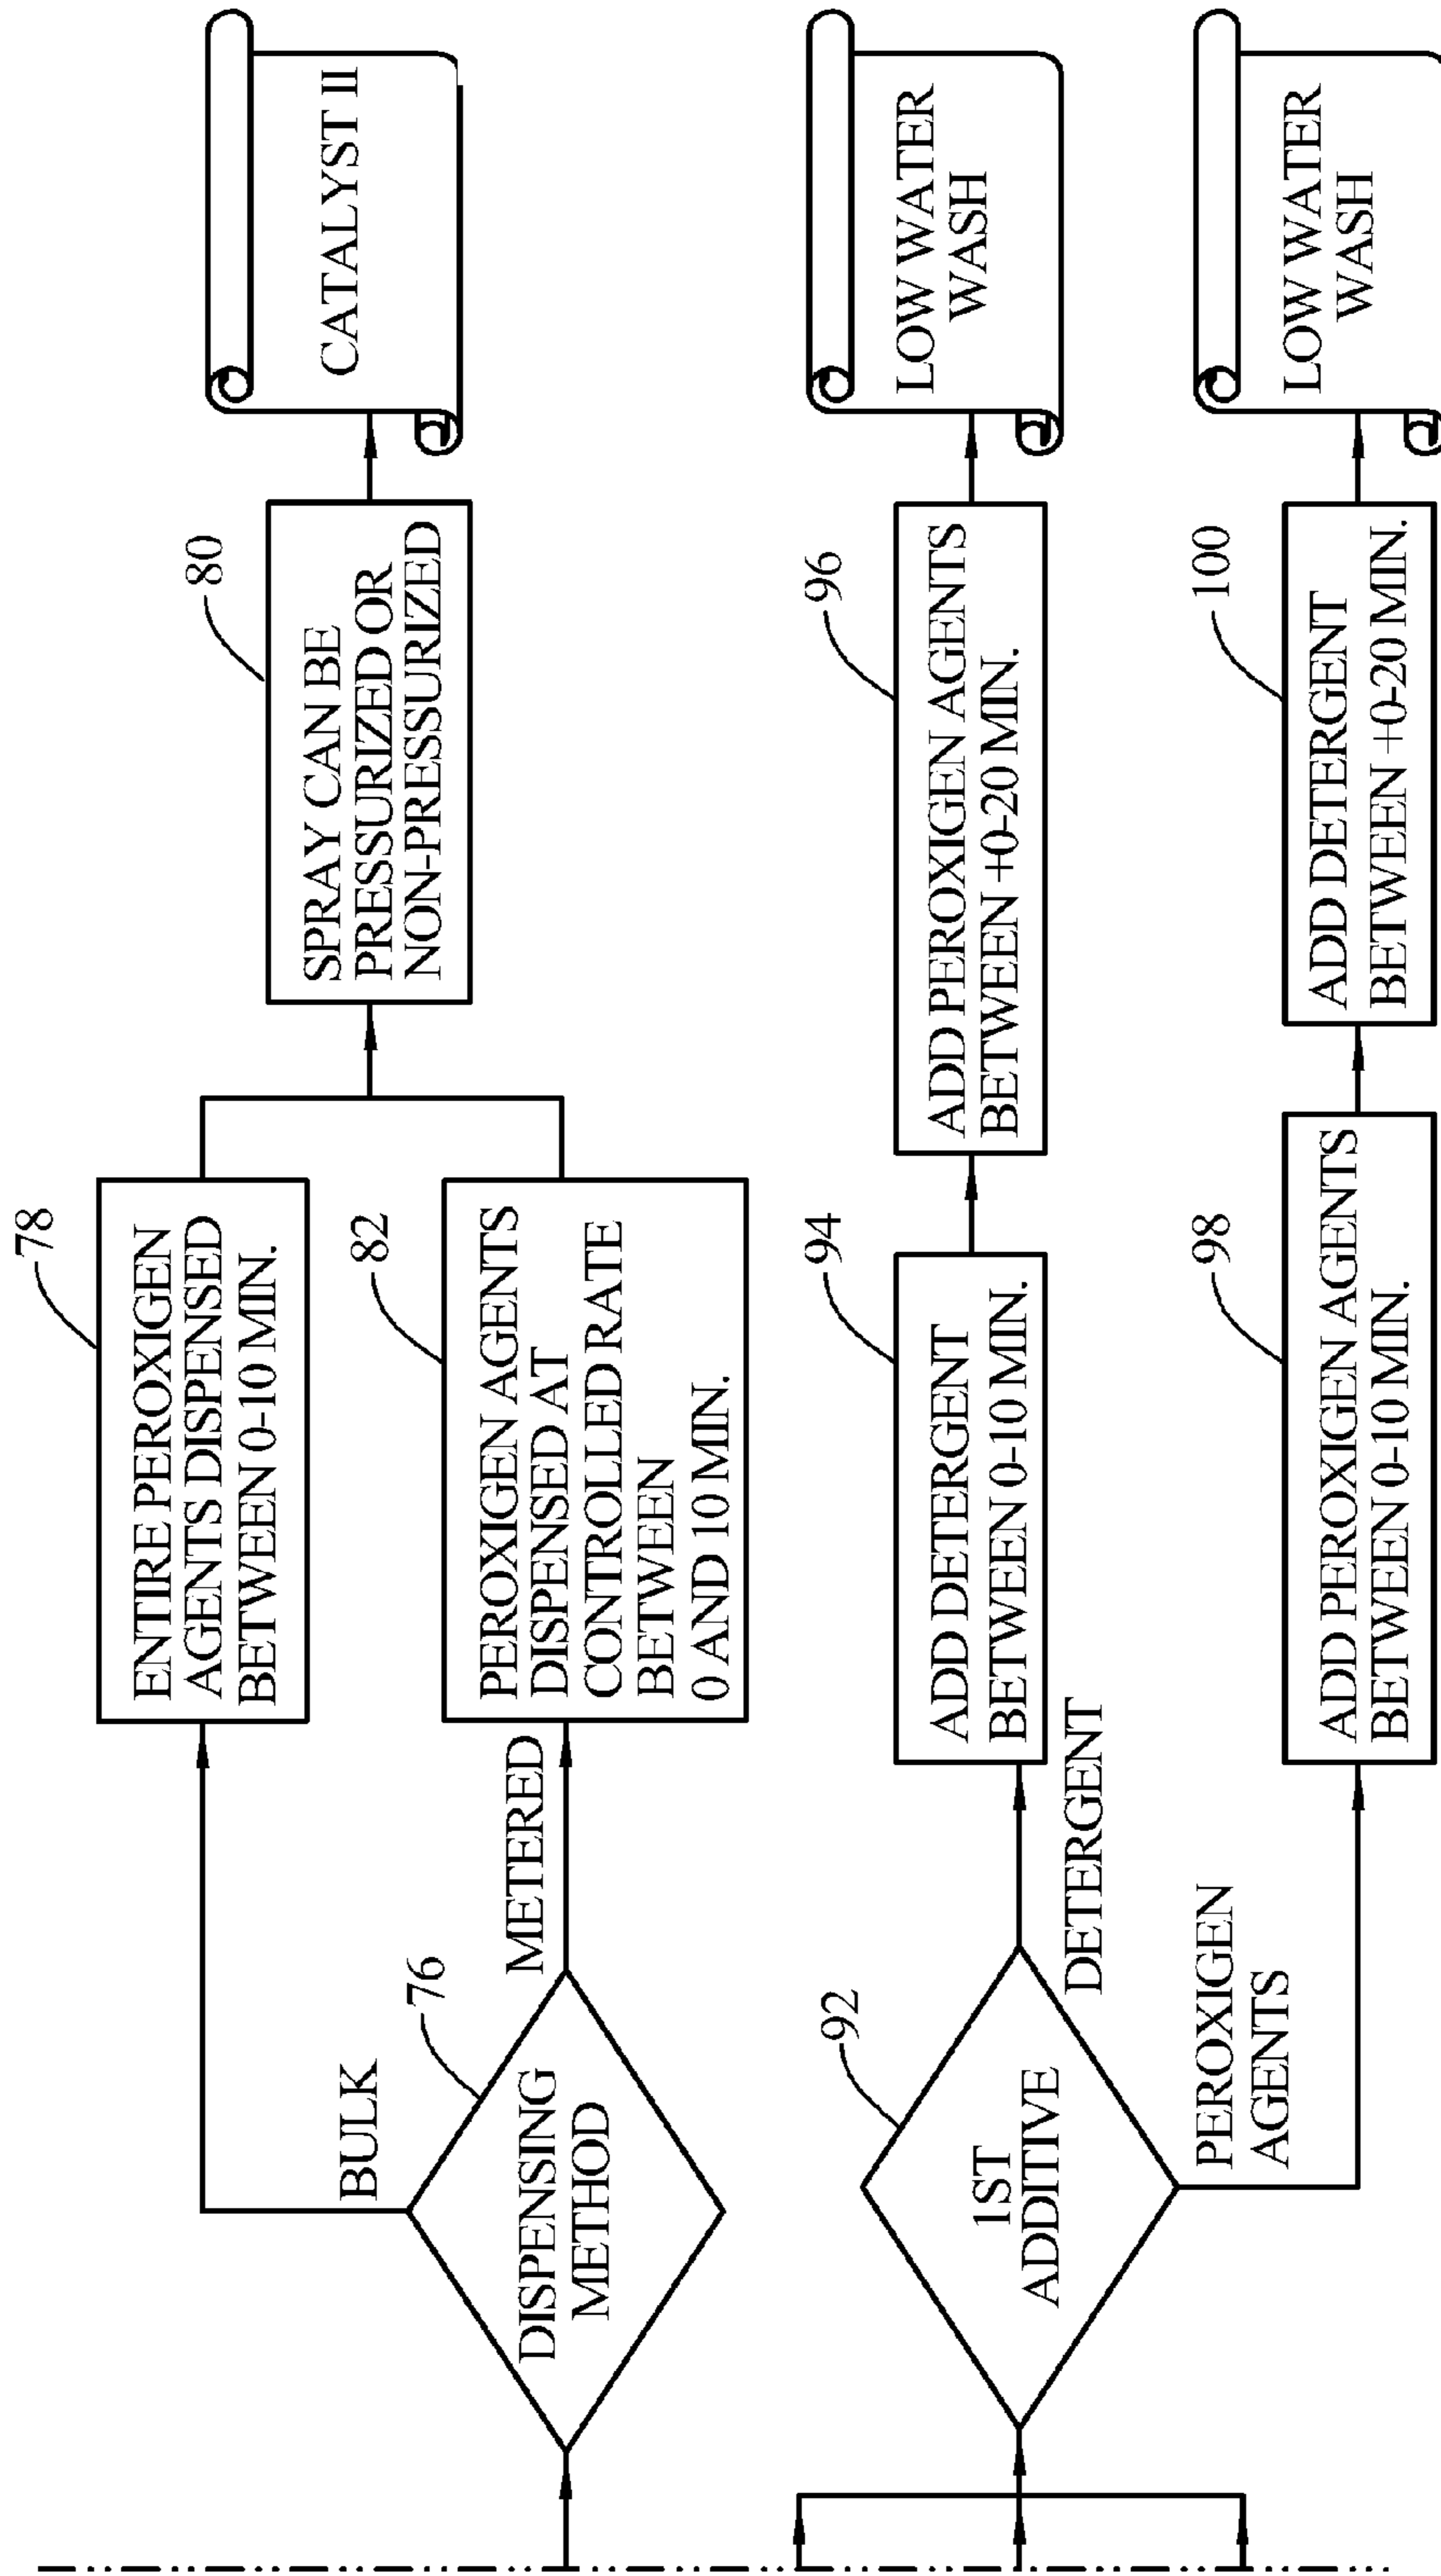 DISPENSING
METHOD
76
BULK
METERED
ENTIRE PEROXIGEN
AGENTS DISPENSED
BETWEEN 0-10 MIN.
78
PEROXIGEN AGENTS
DISPENSED AT
CONTROLLED RATE
BETWEEN
0 AND 10 MIN.
82
SPRAY CAN BE
PRESSURIZED OR
NON-PRESSURIZED
80
CATALYST II
1ST
ADDITIVE
92
DETERGENT
PEROXIGEN
AGENTS
ADD DETERGENT
BETWEEN 0-10 MIN.
94
ADD PEROXIGEN AGENTS
BETWEEN +0-20 MIN.
96
LOW WATER
WASH
ADD PEROXIGEN AGENTS
BETWEEN 0-10 MIN.
98
ADD DETERGENT
BETWEEN +0-20 MIN.
100
LOW WATER
WASH